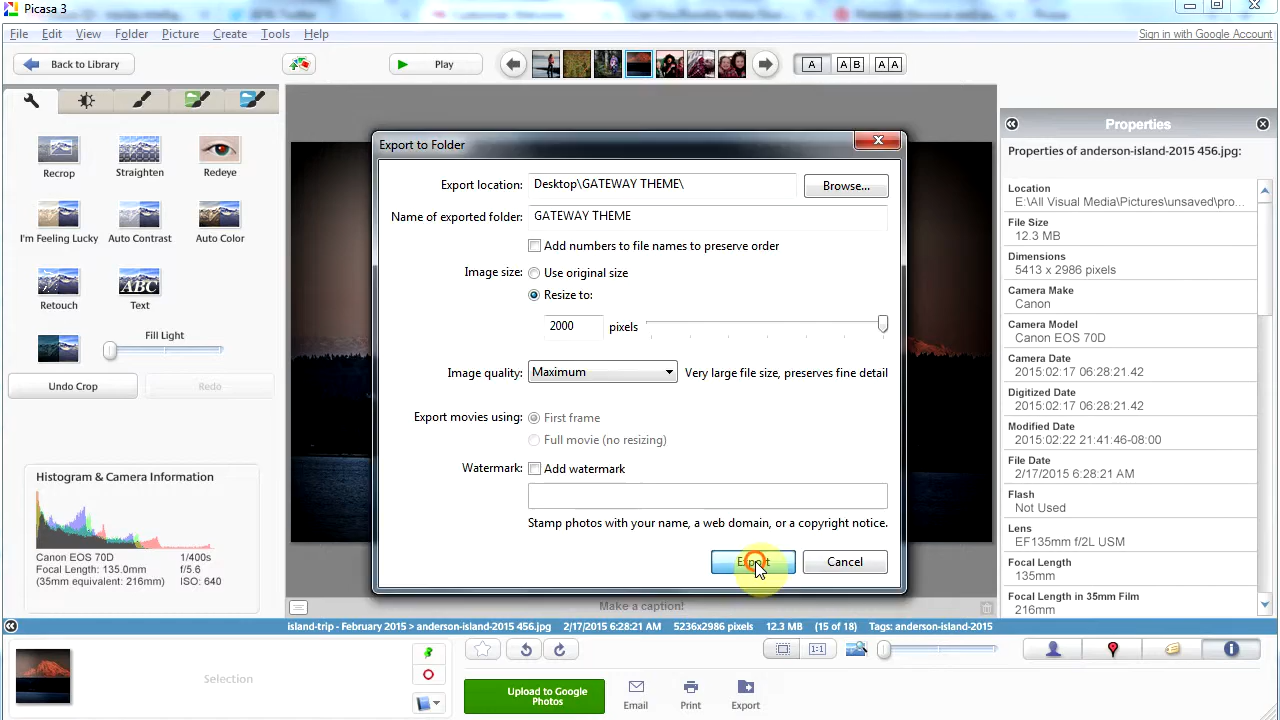 Picasa 3
File Edit View Folder Picture Create Tools Help
Sign in with Google Account
Back to Library
Play
A AB AA
Recrop Straighten Redeye
I'm Feeling Lucky Auto Contrast Auto Color
Retouch Text
ABC
Fill Light
Undo Crop Redo
Histogram & Camera Information
Canon EOS 70D 1/400s
Focal Length: 135.0mm f/5.6
(35mm equivalent: 216mm) ISO: 640
Export to Folder
Export location: Desktop\GATEWAY THEME\ Browse...
Name of exported folder: GATEWAY THEME
Add numbers to file names to preserve order
Image size: Use original size
Resize to:
2000 pixels
Image quality: Maximum Very large file size, preserves fine detail
Export movies using: First frame
Full movie (no resizing)
Watermark: Add watermark
Stamp photos with your name, a web domain, or a copyright notice.
Export Cancel
Make a caption!
Properties
Properties of anderson-island-2015 456.jpg:
Location
E:\All Visual Media\Pictures\unsaved\pro...
File Size
12.3 MB
Dimensions
5413 x 2986 pixels
Camera Make
Canon
Camera Model
Canon EOS 70D
Camera Date
2015:02:17 06:28:21.42
Digitized Date
2015:02:17 06:28:21.42
Modified Date
2015:02:22 21:41:46-08:00
File Date
2/17/2015 6:28:21 AM
Flash
Not Used
Lens
EF135mm f/2L USM
Focal Length
135mm
Focal Length in 35mm Film
216mm
island-trip - February 2015 > anderson-island-2015 456.jpg 2/17/2015 6:28:21 AM 5236x2986 pixels 12.3 MB (15 of 18) Tags: anderson-island-2015
1:1
Selection
Upload to Google Photos
Email Print Export